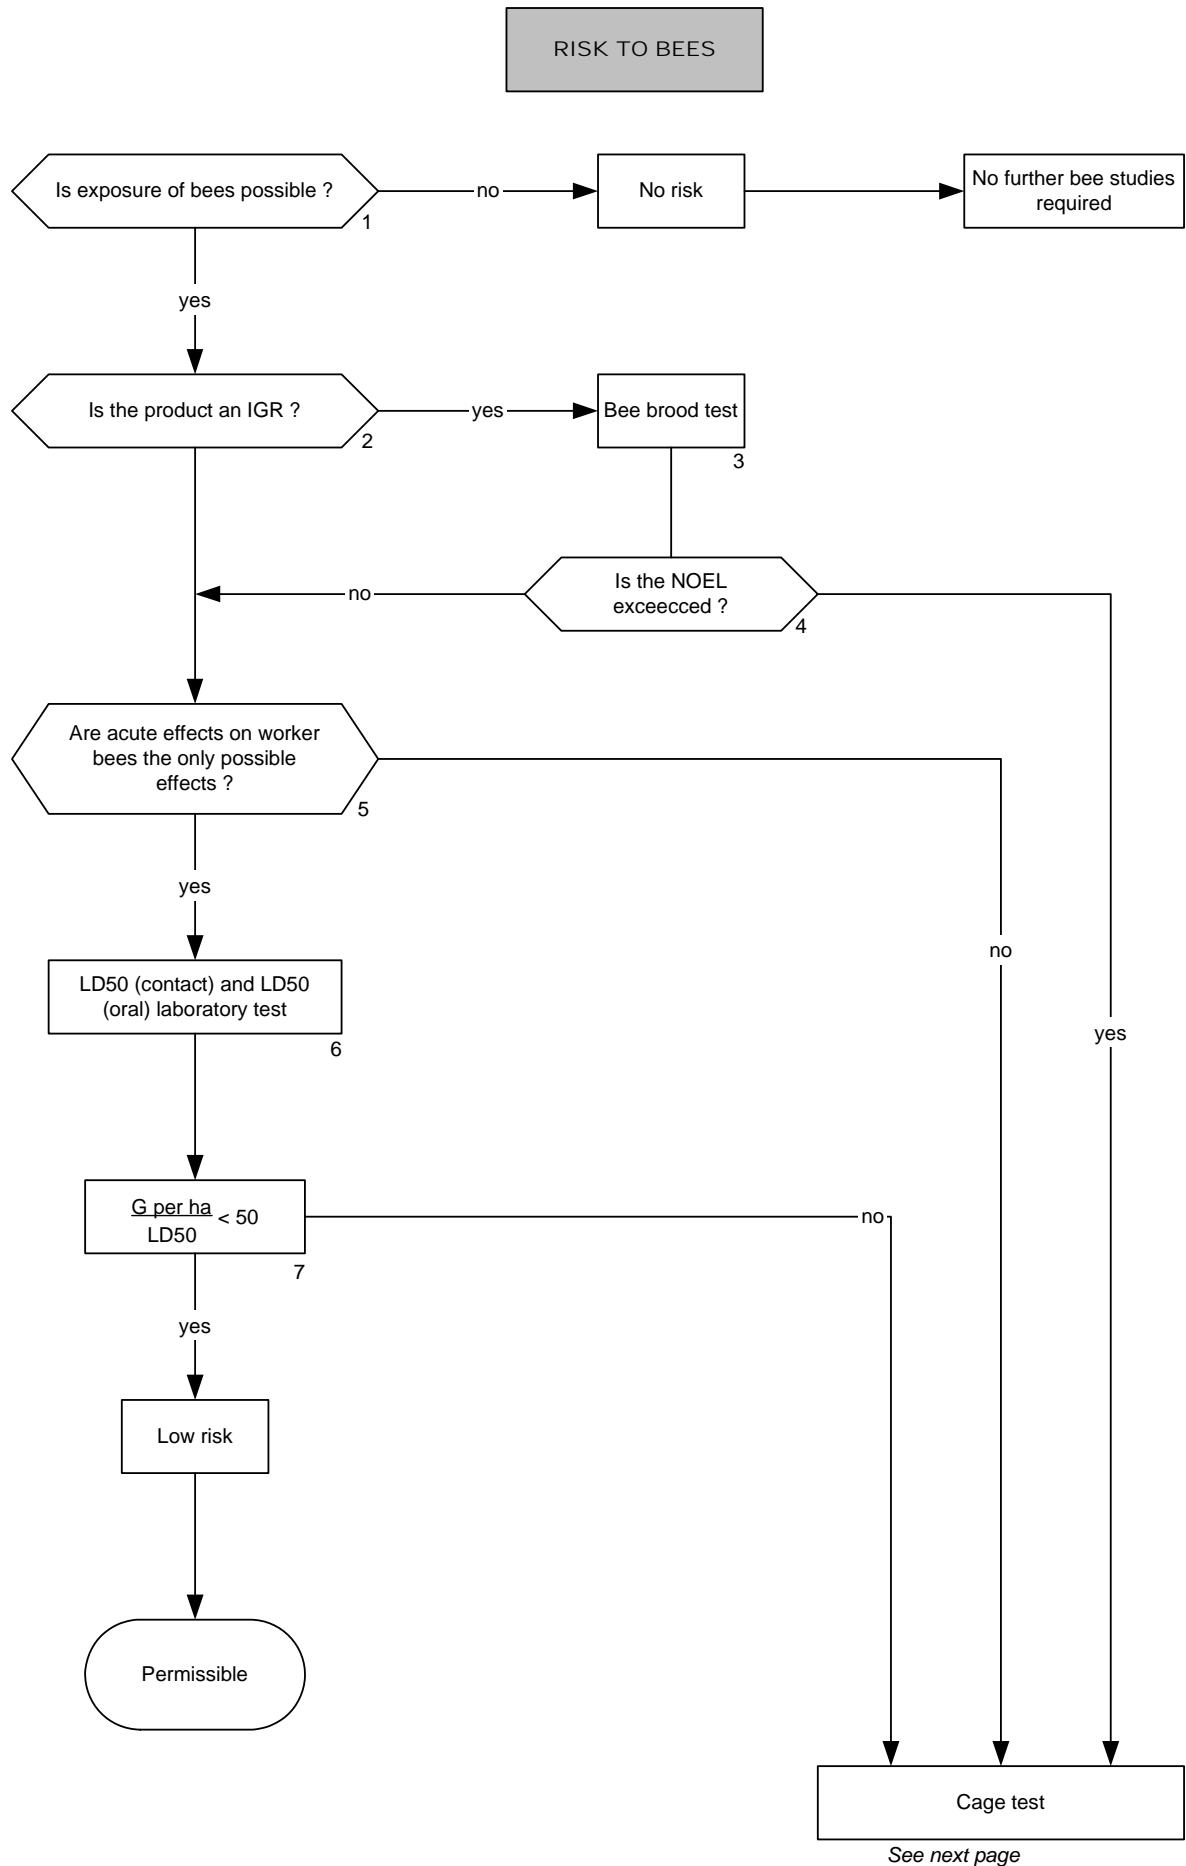 RISK TO BEES
Is exposure of bees possible ?
1
no
No risk
No further bee studies
required
yes
Is the product an IGR ?
2
yes
Bee brood test
3
Is the NOEL
exceecced ?
4
no
yes
Are acute effects on worker
bees the only possible
effects ?
5
no
yes
LD50 (contact) and LD50
(oral) laboratory test
6
G per ha
< 50
LD50
7
no
yes
Low risk
Permissible
Cage test
See next page